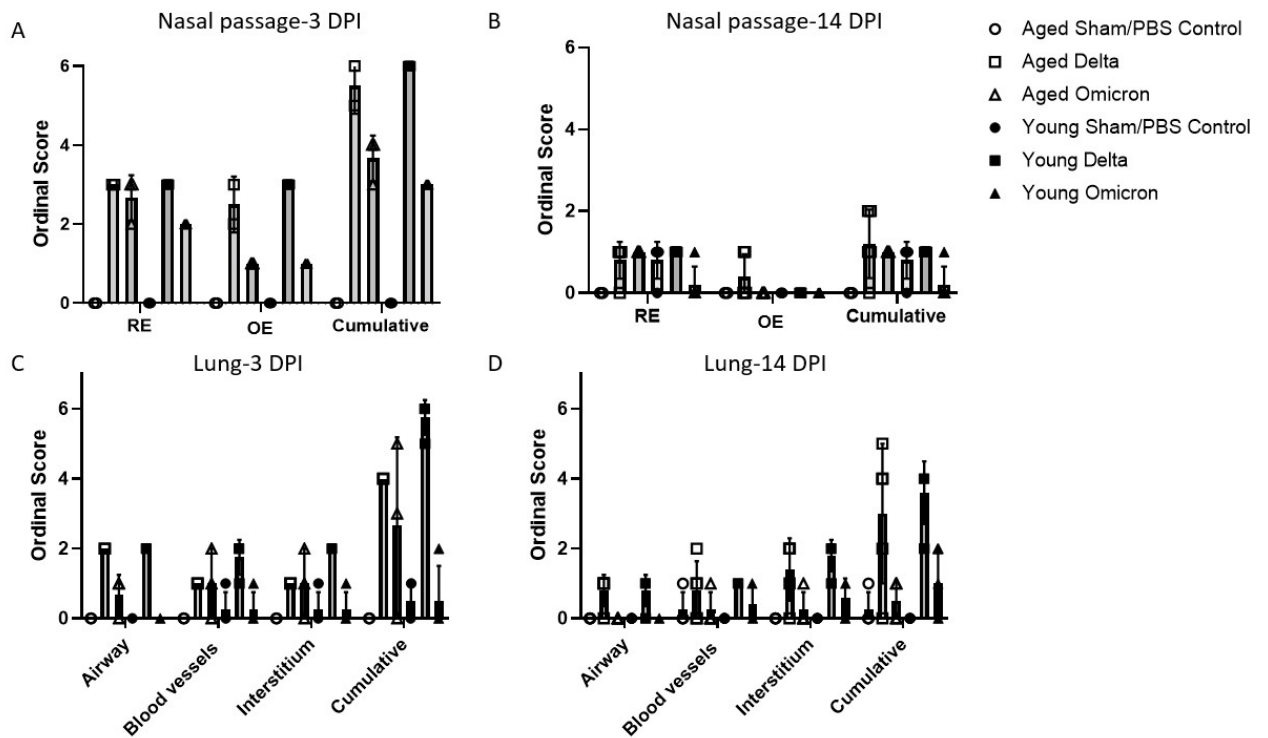 A
Nasal passage-3 DPI
Ordinal Score
6
4
2
0
RE
OE
Cumulative
B
Nasal passage-14 DPI
Ordinal Score
6
4
2
0
RE
OE
Cumulative
Aged Sham/PBS Control
Aged Delta
Aged Omicron
Young Sham/PBS Control
Young Delta
Young Omicron
C
Lung-3 DPI
Ordinal Score
6
4
2
0
Airway
Blood vessels
Interstitium
Cumulative
D
Lung-14 DPI
Ordinal Score
6
4
2
0
Airway
Blood vessels
Interstitium
Cumulative